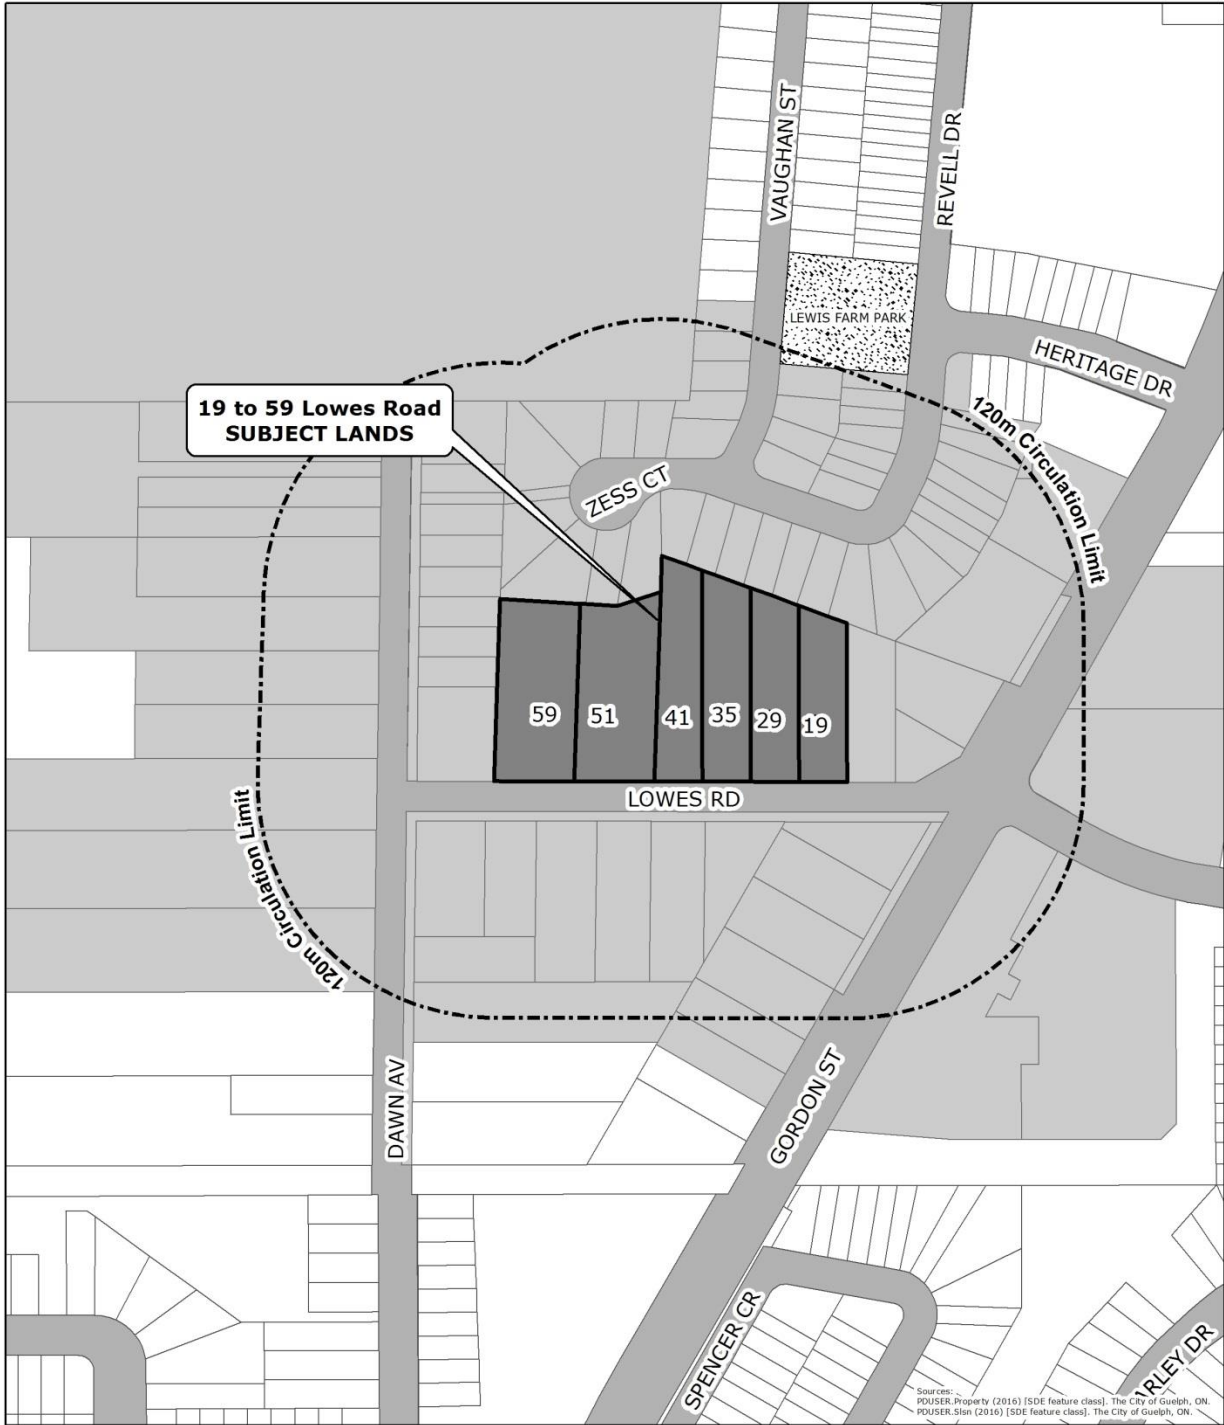 VAUGHAN ST
REVELL DR
LEWIS FARM PARK
HERITAGE DR
19 to 59 Lowes Road
SUBJECT LANDS
120m Circulation Limit
ZESS CT
59
51
41
35
29
19
LOWES RD
120m Circulation Limit
DAWN AV
GORDON ST
SPENCER CR
ARLEY DR
Sources:
PDUSER.Property (2016) [SDE feature class]. The City of Guelph, ON.
PDUSER.Slsn (2016) [SDE feature class]. The City of Guelph, ON.